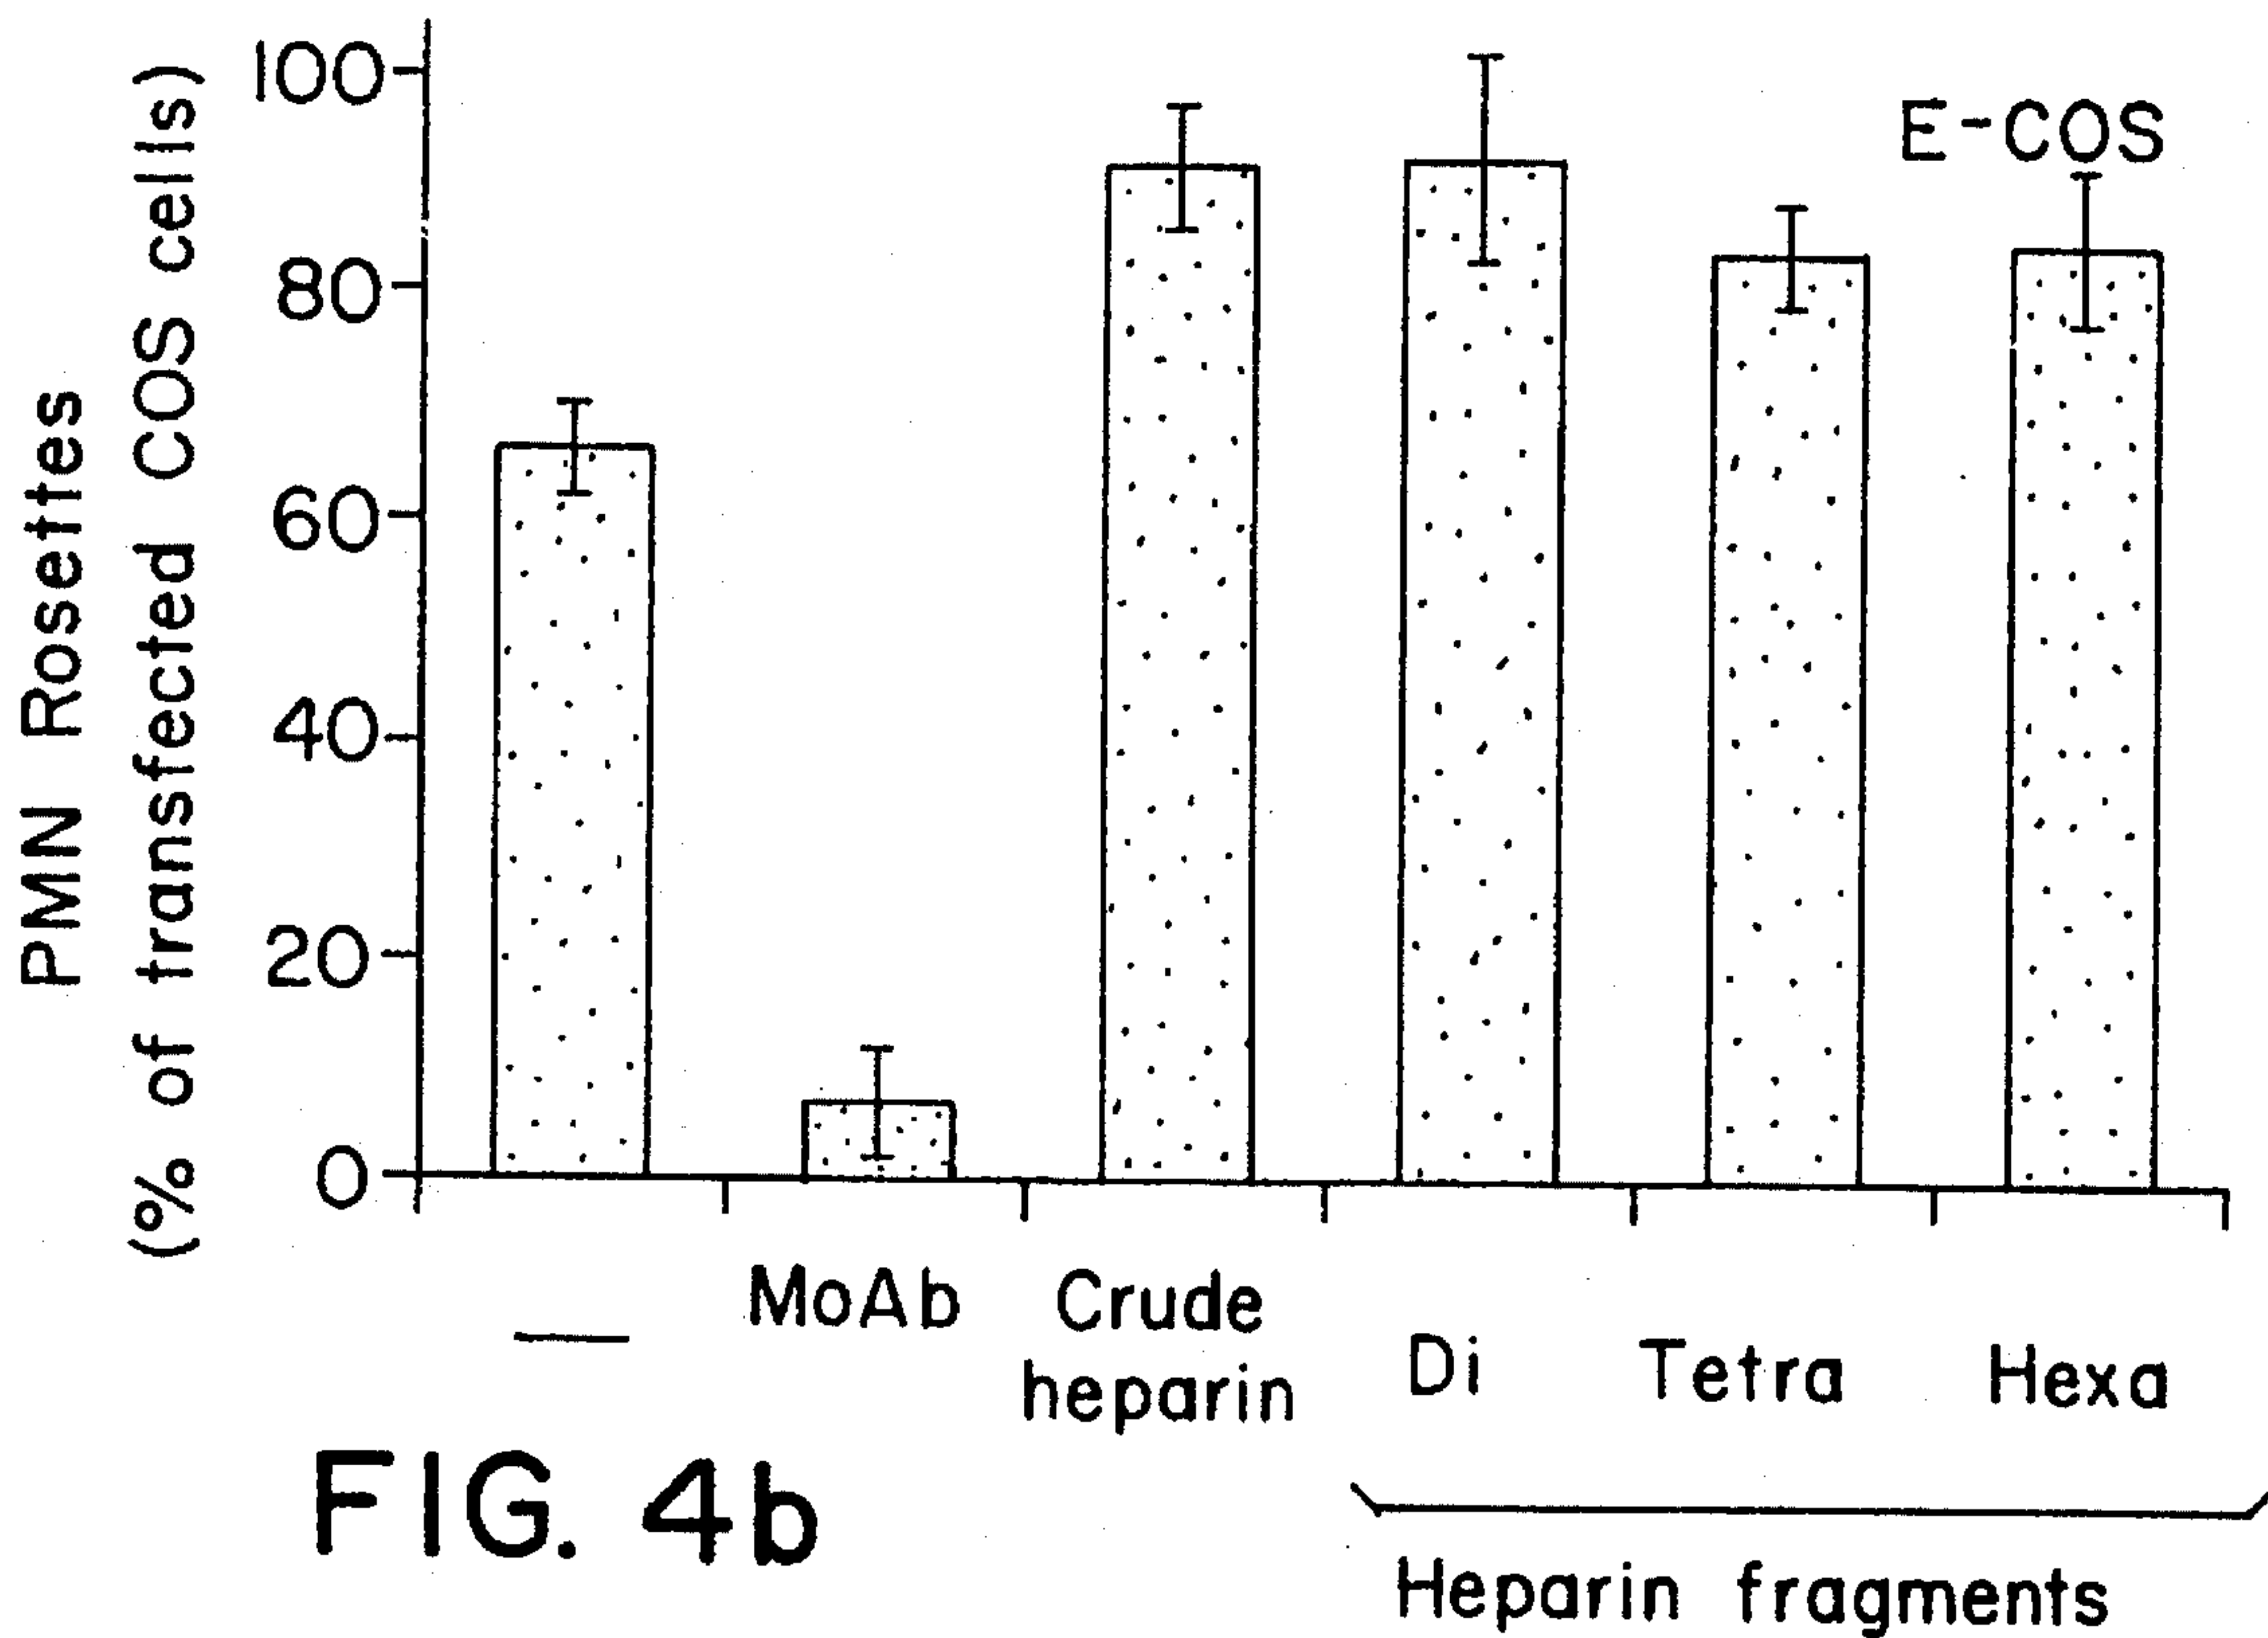 PMN Rosettes
(% of transfected COS cells)
100
80
60
40
20
0
E-COS
—
MoAb
Crude
heparin
Di
Tetra
Hexa
Heparin fragments
FIG. 4b